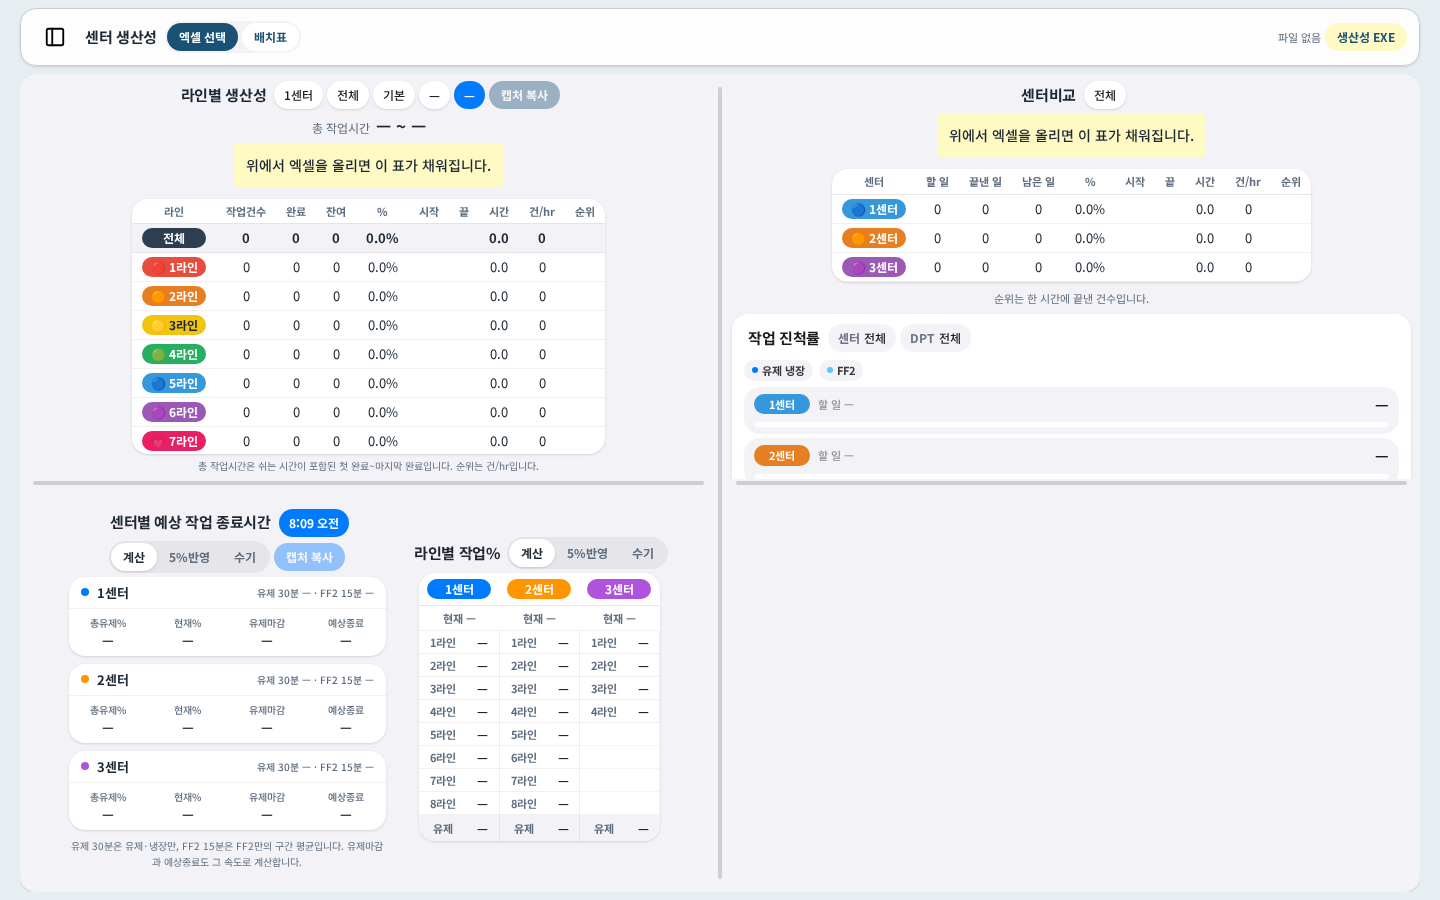 센터 생산성 엑셀 선택 배치표 파일 없음 생산성 EXE
라인별 생산성 1센터 전체 기본 — —캡처 복사
총 작업시간 — ~ —
위에서 엑셀을 올리면 이 표가 채워집니다.
라인 작업건수 완료 잔여 % 시작 끝 시간 건/hr 순위
전체 0 0 0 0.0% 0.0 0
1라인 0 0 0 0.0% 0.0 0
2라인 0 0 0 0.0% 0.0 0
3라인 0 0 0 0.0% 0.0 0
4라인 0 0 0 0.0% 0.0 0
5라인 0 0 0 0.0% 0.0 0
6라인 0 0 0 0.0% 0.0 0
7라인 0 0 0 0.0% 0.0 0
총 작업시간은 쉬는 시간이 포함된 첫 완료~마지막 완료입니다. 순위는 건/hr입니다.
센터비교 전체
위에서 엑셀을 올리면 이 표가 채워집니다.
센터 할 일 끝낸 일 남은 일 % 시작 끝 시간 건/hr 순위
1센터 0 0 0 0.0% 0.0 0
2센터 0 0 0 0.0% 0.0 0
3센터 0 0 0 0.0% 0.0 0
순위는 한 시간에 끝낸 건수입니다.
작업 진척률 센터 전체 DPT 전체
유제 냉장 FF2
1센터 할 일 — —
2센터 할 일 — —
센터별 예상 작업 종료시간 8:09 오전
계산 5%반영 수기 캡처 복사
1센터 유제 30분 — · FF2 15분 —
총유제% 현재% 유제마감 예상종료
— — — —
2센터 유제 30분 — · FF2 15분 —
총유제% 현재% 유제마감 예상종료
— — — —
3센터 유제 30분 — · FF2 15분 —
총유제% 현재% 유제마감 예상종료
— — — —
유제 30분은 유제·냉장만, FF2 15분은 FF2만의 구간 평균입니다. 유제마감
과 예상종료도 그 속도로 계산합니다.
라인별 작업% 계산 5%반영 수기
1센터 2센터 3센터
현재 — 현재 — 현재 —
1라인 — 1라인 — 1라인 —
2라인 — 2라인 — 2라인 —
3라인 — 3라인 — 3라인 —
4라인 — 4라인 — 4라인 —
5라인 — 5라인 —
6라인 — 6라인 —
7라인 — 7라인 —
8라인 — 8라인 —
유제 — 유제 — 유제 —